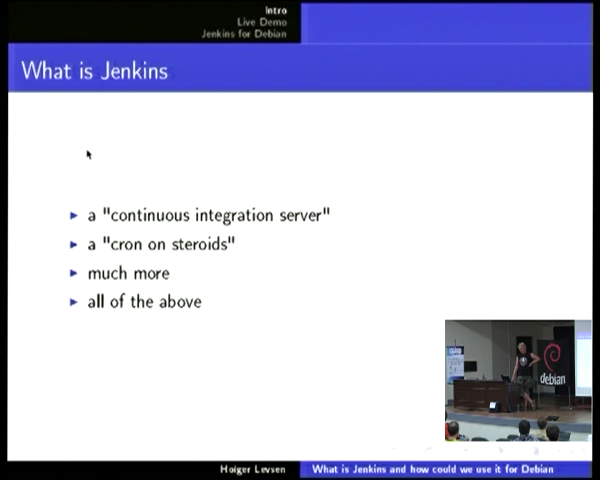 Intro
Live Demo
Jenkins for Debian
What is Jenkins
a "continuous integration server"
a "cron on steroids"
much more
all of the above
debian
Holger Levsen
What is Jenkins and how could we use it for Debian